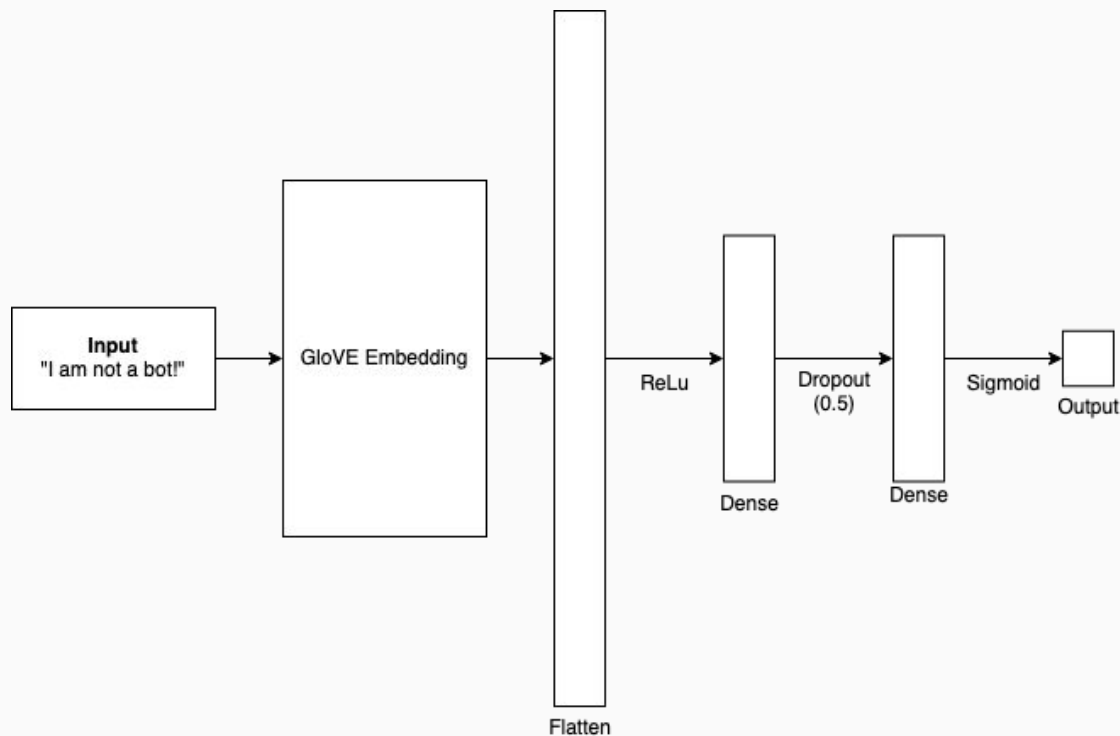 Input
"I am not a bot!"
GloVE Embedding
Flatten
ReLu
Dense
Dropout
(0.5)
Dense
Sigmoid
Output